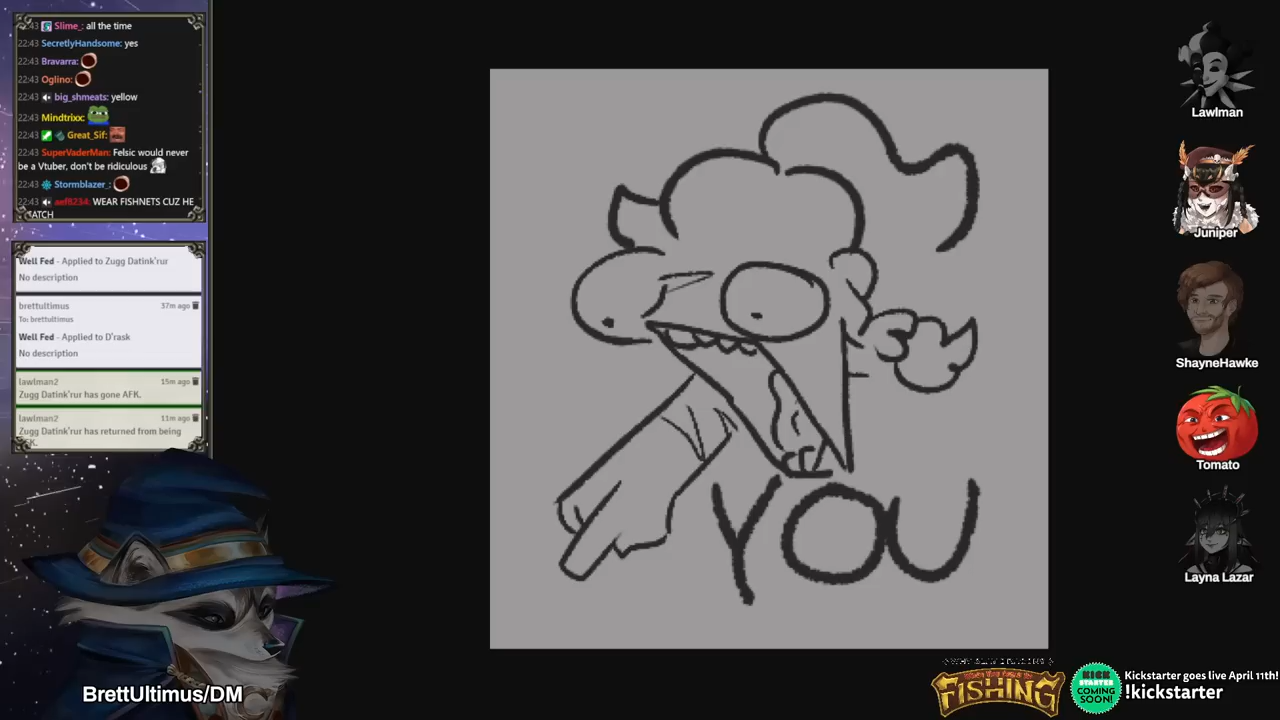 22:43 Slime_: all the time
22:43 SecretlyHandsome: yes
22:43 Bravarra:
22:43 Oglino:
22:43 big_shmeats: yellow
22:43 Mindtrixx:
22:43 Great_Sif:
22:43 SuperVaderMan: Felsic would never
be a Vtuber, don't be ridiculous
22:43 Stormblazer_:
22:43 aef8234: WEAR FISHNETS CUZ HE
Well Fed - Applied to Zugg Datink'rur
No description
brettultimus 37m ago
To: brettultimus
Well Fed - Applied to D'rask
No description
lawlman2 15m ago
Zugg Datink'rur has gone AFK.
lawlman2 11m ago
Zugg Datink'rur has returned from being
YOU
BrettUltimus/DM
Lawlman
Juniper
ShayneHawke
Tomato
Layna Lazar
FISHING
KICK
STARTER
COMING
SOON!
Kickstarter goes live April 11th!
!kickstarter